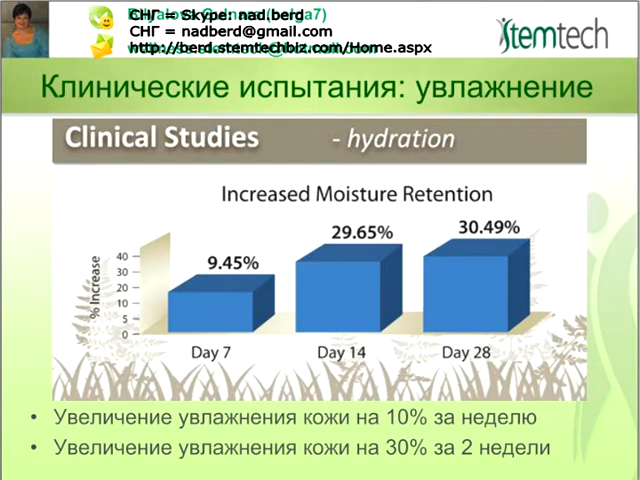 СНГ = Skype: nad.berg
СНГ = nadberd@gmail.com
http://berd.stemtechbiz.com/Home.aspx
Stemtech
Клинические испытания: увлажнение
Clinical Studies - hydration
Increased Moisture Retention
9.45% 29.65% 30.49%
% Increase
40
30
20
10
5
0
Day 7 Day 14 Day 28
• Увеличение увлажнения кожи на 10% за неделю
• Увеличение увлажнения кожи на 30% за 2 недели